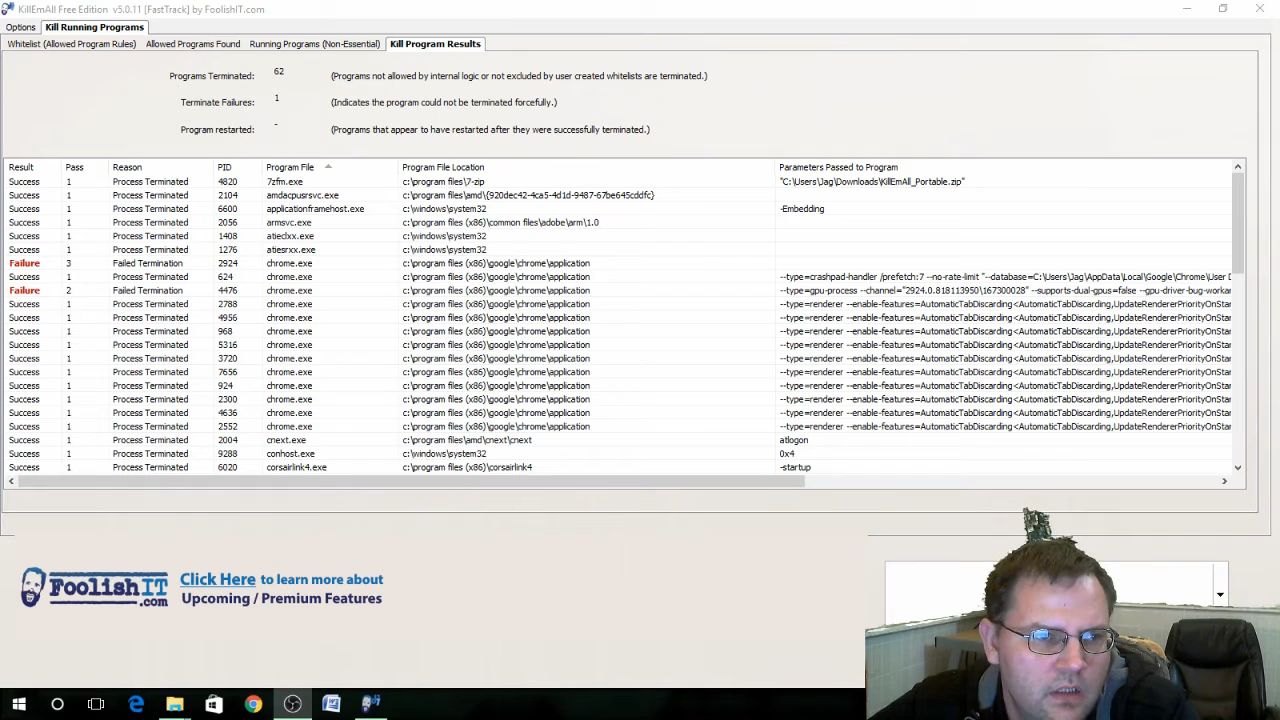 KillEmAll Free Edition v5.0.11 [FastTrack] by FoolishIT.com
Options Kill Running Programs
Whitelist (Allowed Program Rules) Allowed Programs Found Running Programs (Non-Essential) Kill Program Results
Programs Terminated: 62 (Programs not allowed by internal logic or not excluded by user created whitelists are terminated.)
Terminate Failures: 1 (Indicates the program could not be terminated forcefully.)
Program restarted: - (Programs that appear to have restarted after they were successfully terminated.)
Result Pass Reason PID Program File Program File Location Parameters Passed to Program
Success 1 Process Terminated 4820 7zfm.exe c:\program files\7-zip "C:\Users\Jag\Downloads\KillEmAll_Portable.zip"
Success 1 Process Terminated 2104 amdacpusrsvc.exe c:\program files\amd\{920dec42-4ca5-4d1d-9487-67be645cddfc}
Success 1 Process Terminated 6600 applicationframehost.exe c:\windows\system32 -Embedding
Success 1 Process Terminated 2056 armsvc.exe c:\program files (x86)\common files\adobe\arm\1.0
Success 1 Process Terminated 1408 atieclxx.exe c:\windows\system32
Success 1 Process Terminated 1276 atiesrxx.exe c:\windows\system32
Failure 3 Failed Termination 2924 chrome.exe c:\program files (x86)\google\chrome\application
Success 1 Process Terminated 624 chrome.exe c:\program files (x86)\google\chrome\application --type=crashpad-handler /prefetch:7 --no-rate-limit "--database=C:\Users\Jag\AppData\Local\Google\Chrome\User D
Failure 2 Failed Termination 4476 chrome.exe c:\program files (x86)\google\chrome\application --type=gpu-process --channel="2924.0.818113950\167300028" --supports-dual-gpus=false --gpu-driver-bug-workar
Success 1 Process Terminated 2788 chrome.exe c:\program files (x86)\google\chrome\application --type=renderer --enable-features=AutomaticTabDiscarding<AutomaticTabDiscarding,UpdateRendererPriorityOnStar
Success 1 Process Terminated 4956 chrome.exe c:\program files (x86)\google\chrome\application --type=renderer --enable-features=AutomaticTabDiscarding<AutomaticTabDiscarding,UpdateRendererPriorityOnStar
Success 1 Process Terminated 968 chrome.exe c:\program files (x86)\google\chrome\application --type=renderer --enable-features=AutomaticTabDiscarding<AutomaticTabDiscarding,UpdateRendererPriorityOnStar
Success 1 Process Terminated 5316 chrome.exe c:\program files (x86)\google\chrome\application --type=renderer --enable-features=AutomaticTabDiscarding<AutomaticTabDiscarding,UpdateRendererPriorityOnStar
Success 1 Process Terminated 3720 chrome.exe c:\program files (x86)\google\chrome\application --type=renderer --enable-features=AutomaticTabDiscarding<AutomaticTabDiscarding,UpdateRendererPriorityOnStar
Success 1 Process Terminated 7656 chrome.exe c:\program files (x86)\google\chrome\application --type=renderer --enable-features=AutomaticTabDiscarding<AutomaticTabDiscarding,UpdateRendererPriorityOnStar
Success 1 Process Terminated 924 chrome.exe c:\program files (x86)\google\chrome\application --type=renderer --enable-features=AutomaticTabDiscarding<AutomaticTabDiscarding,UpdateRendererPriorityOnStar
Success 1 Process Terminated 2300 chrome.exe c:\program files (x86)\google\chrome\application --type=renderer --enable-features=AutomaticTabDiscarding<AutomaticTabDiscarding,UpdateRendererPriorityOnStar
Success 1 Process Terminated 4636 chrome.exe c:\program files (x86)\google\chrome\application --type=renderer --enable-features=AutomaticTabDiscarding<AutomaticTabDiscarding,UpdateRendererPriorityOnStar
Success 1 Process Terminated 2552 chrome.exe c:\program files (x86)\google\chrome\application --type=renderer --enable-features=AutomaticTabDiscarding<AutomaticTabDiscarding,UpdateRendererPriorityOnStar
Success 1 Process Terminated 2004 cnext.exe c:\program files\amd\cnext\cnext atlogon
Success 1 Process Terminated 9288 conhost.exe c:\windows\system32 0x4
Success 1 Process Terminated 6020 corsairlink4.exe c:\program files (x86)\corsairlink4 -startup
FoolishIT.com
Click Here to learn more about
Upcoming / Premium Features